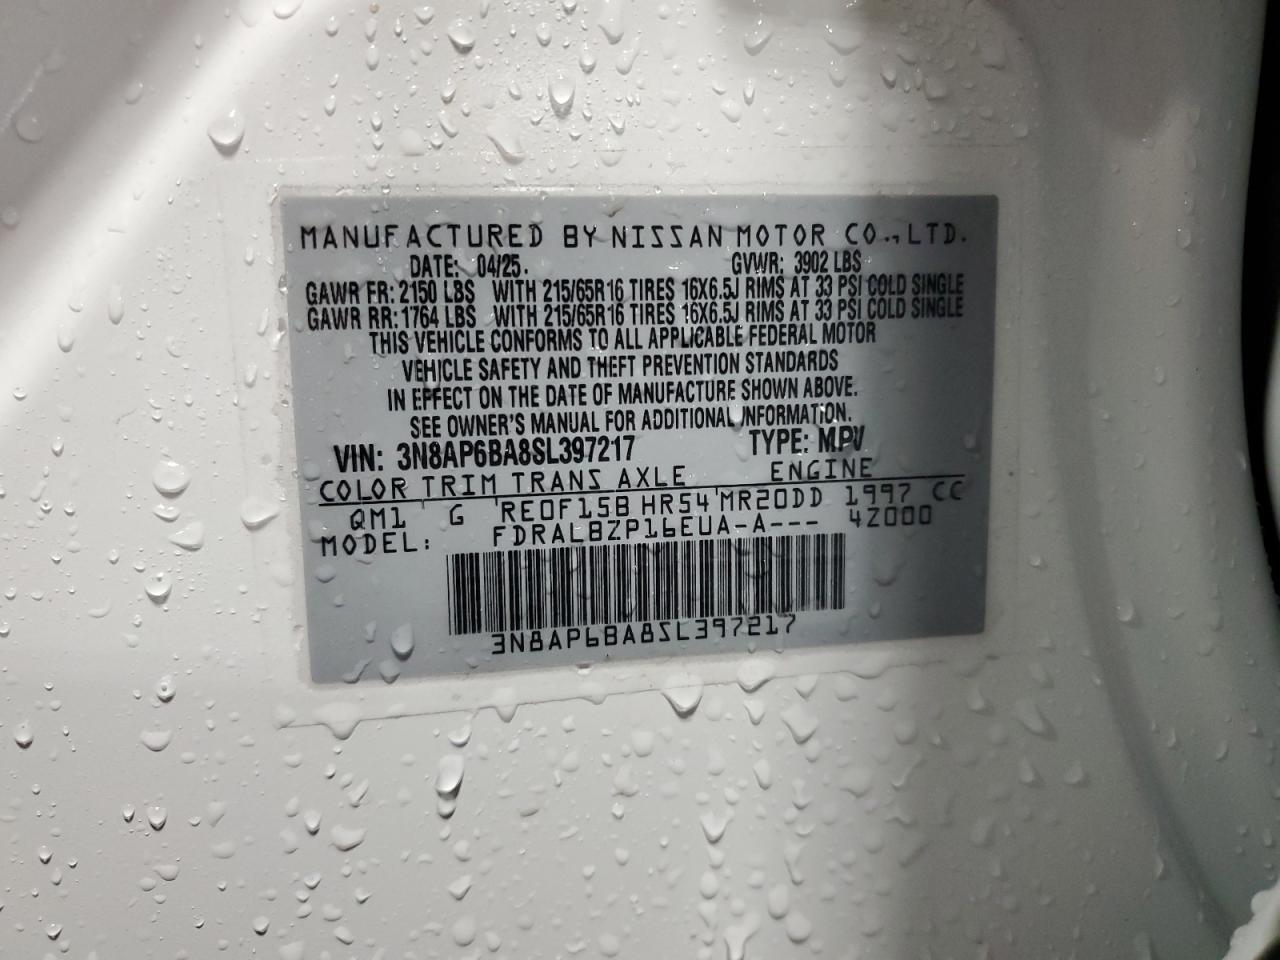 MANUFACTURED BY NISSAN MOTOR CO.,LTD.
DATE: 04/25. GVWR: 3902 LBS
GAWR FR: 2150 LBS WITH 215/65R16 TIRES 16X6.5J RIMS AT 33 PSI COLD SINGLE
GAWR RR: 1764 LBS WITH 215/65R16 TIRES 16X6.5J RIMS AT 33 PSI COLD SINGLE
THIS VEHICLE CONFORMS TO ALL APPLICABLE FEDERAL MOTOR
VEHICLE SAFETY AND THEFT PREVENTION STANDARDS
IN EFFECT ON THE DATE OF MANUFACTURE SHOWN ABOVE.
SEE OWNER'S MANUAL FOR ADDITIONAL INFORMATION.
VIN: 3N8AP6BA8SL397217 TYPE: MPV
COLOR TRIM TRANS AXLE ENGINE
QM1 G RE0F15B HR54 MR20DD 1997 CC
MODEL: FDRALBZP16EUA-A--- 42000
3N8AP6BA8SL397217